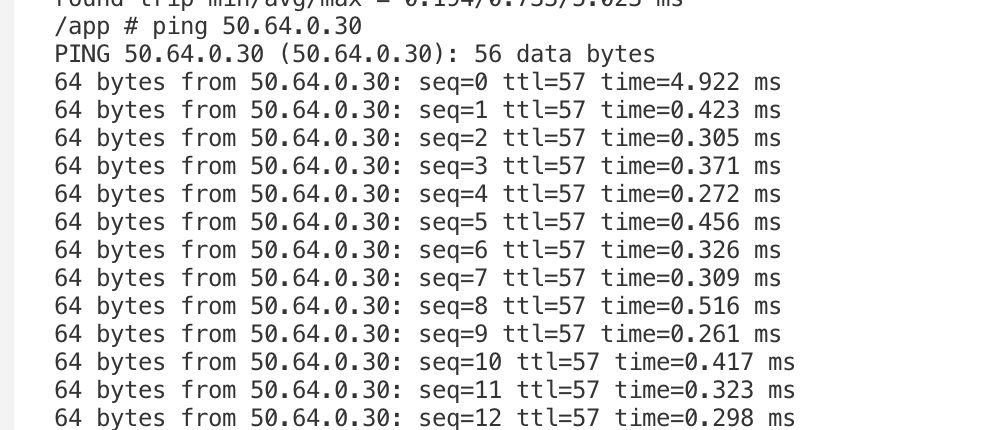 round trip min/avg/max = 0.194/0.733/5.023 ms
/app # ping 50.64.0.30
PING 50.64.0.30 (50.64.0.30): 56 data bytes
64 bytes from 50.64.0.30: seq=0 ttl=57 time=4.922 ms
64 bytes from 50.64.0.30: seq=1 ttl=57 time=0.423 ms
64 bytes from 50.64.0.30: seq=2 ttl=57 time=0.305 ms
64 bytes from 50.64.0.30: seq=3 ttl=57 time=0.371 ms
64 bytes from 50.64.0.30: seq=4 ttl=57 time=0.272 ms
64 bytes from 50.64.0.30: seq=5 ttl=57 time=0.456 ms
64 bytes from 50.64.0.30: seq=6 ttl=57 time=0.326 ms
64 bytes from 50.64.0.30: seq=7 ttl=57 time=0.309 ms
64 bytes from 50.64.0.30: seq=8 ttl=57 time=0.516 ms
64 bytes from 50.64.0.30: seq=9 ttl=57 time=0.261 ms
64 bytes from 50.64.0.30: seq=10 ttl=57 time=0.417 ms
64 bytes from 50.64.0.30: seq=11 ttl=57 time=0.323 ms
64 bytes from 50.64.0.30: seq=12 ttl=57 time=0.298 ms